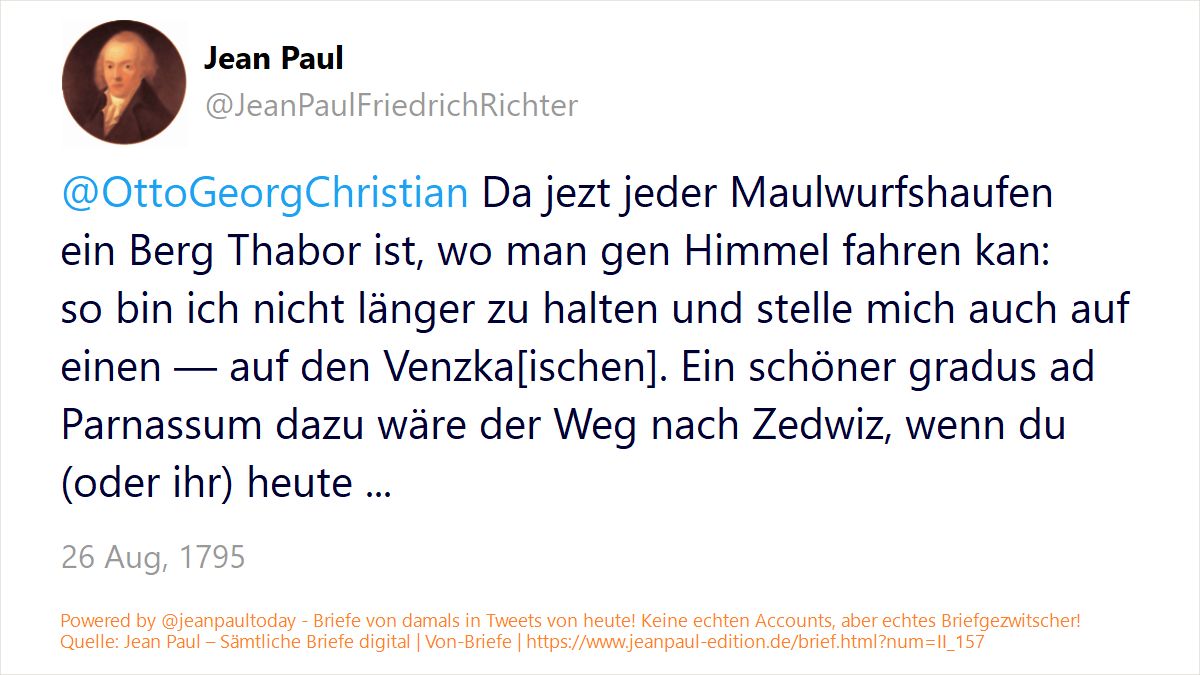 Jean Paul
@JeanPaulFriedrichRichter
@OttoGeorgChristian Da jezt jeder Maulwurfshaufen
ein Berg Thabor ist, wo man gen Himmel fahren kan:
so bin ich nicht länger zu halten und stelle mich auch auf
einen — auf den Venzka[ischen]. Ein schöner gradus ad
Parnassum dazu wäre der Weg nach Zedwiz, wenn du
(oder ihr) heute ...
26 Aug, 1795
Powered by @jeanpaultoday - Briefe von damals in Tweets von heute! Keine echten Accounts, aber echtes Briefgezwitscher!
Quelle: Jean Paul – Sämtliche Briefe digital | Von-Briefe | https://www.jeanpaul-edition.de/brief.html?num=II_157